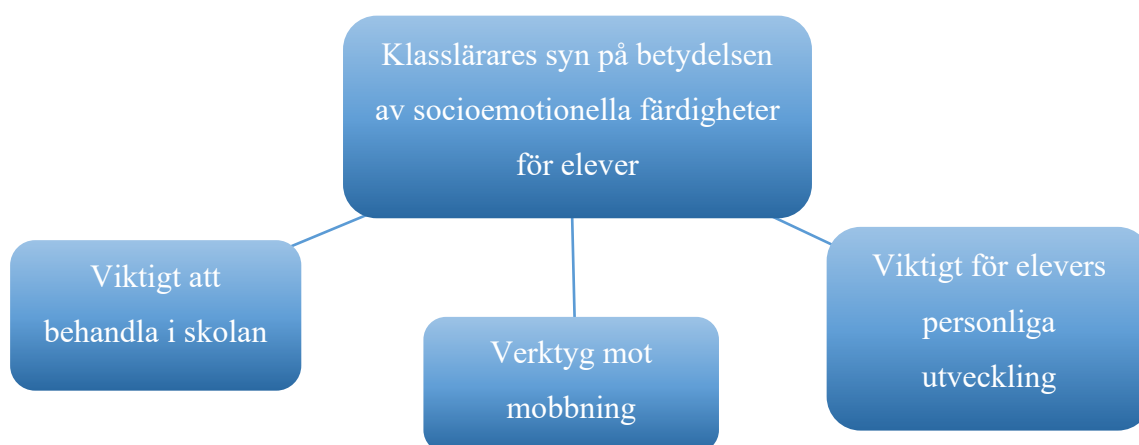 Klasslärares syn på betydelsen
av socioemotionella färdigheter
för elever
Viktigt att
behandla i skolan
Verktyg mot
mobbning
Viktigt för elevers
personliga
utveckling